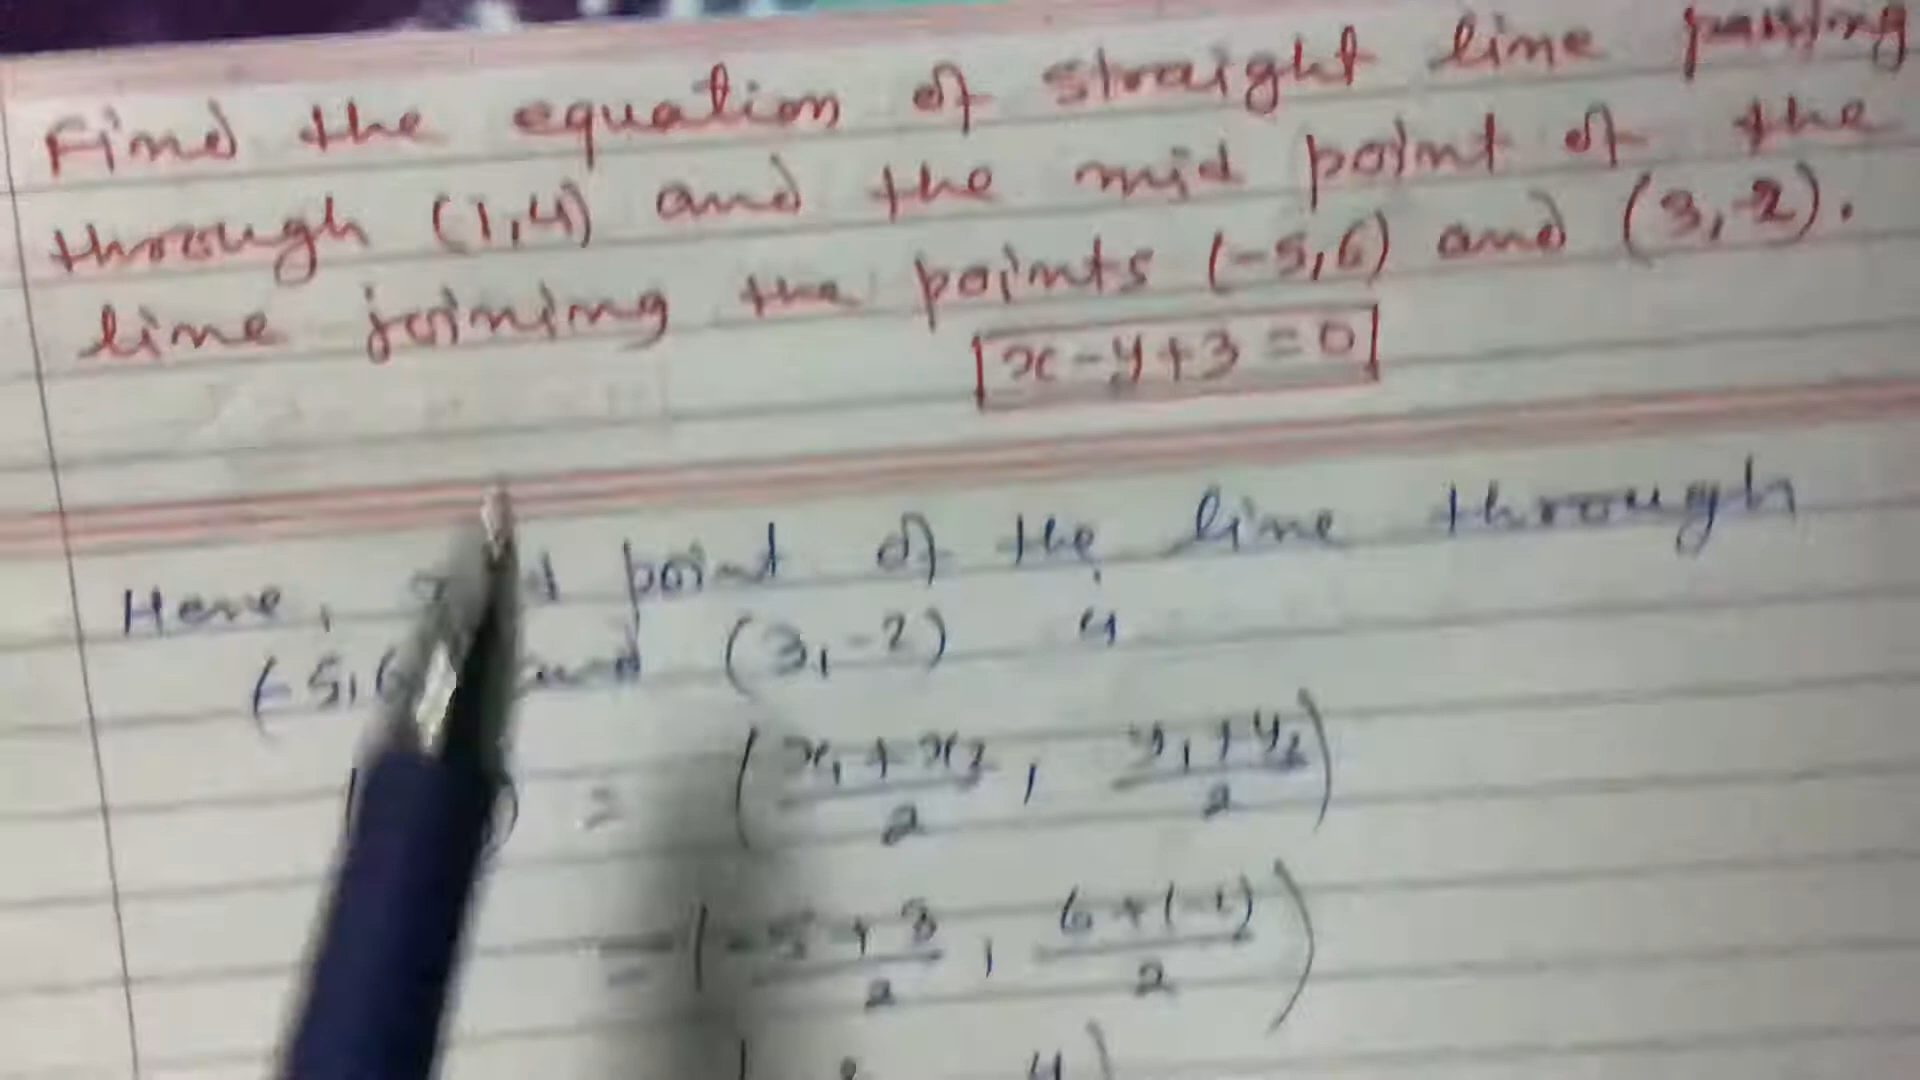 Find the equation of straight line passing
through (1,4) and the mid point of the
line joining the points (-5,6) and (3,-2).
x-y+3=0
Here, point of the line through
(-5,6 and (3,-2) is
= (x₁+x₂/2, y₁+y₂/2)
= (-5+3/2, 6+(-2)/2)